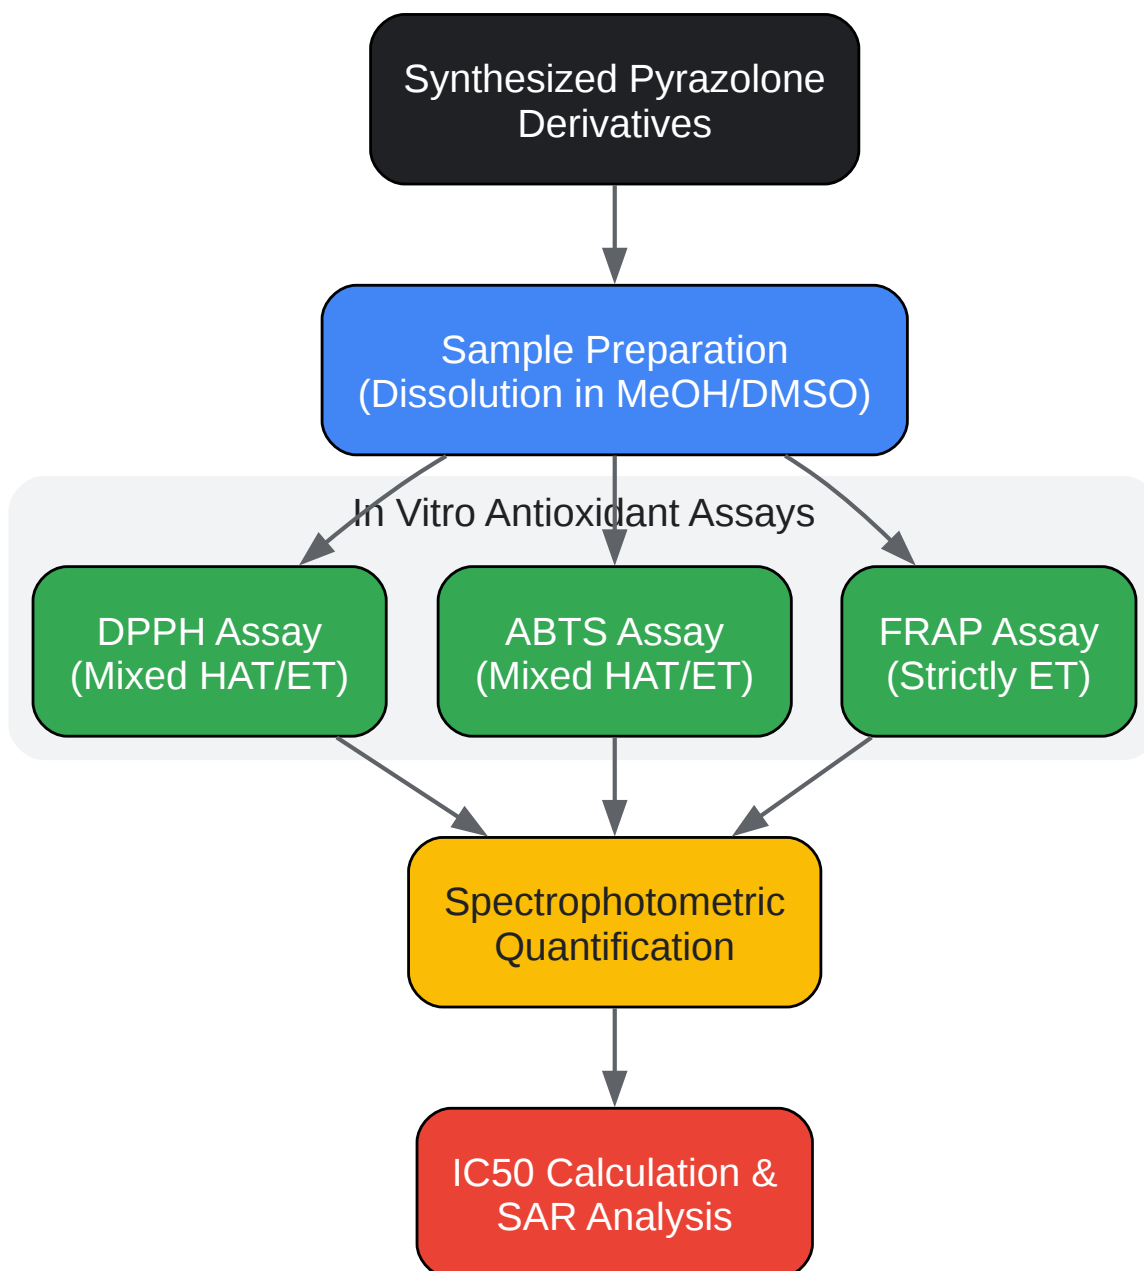 Synthesized Pyrazolone
Derivatives
Sample Preparation
(Dissolution in MeOH/DMSO)
In Vitro Antioxidant Assays
DPPH Assay
(Mixed HAT/ET)
ABTS Assay
(Mixed HAT/ET)
FRAP Assay
(Strictly ET)
Spectrophotometric
Quantification
IC50 Calculation &
SAR Analysis